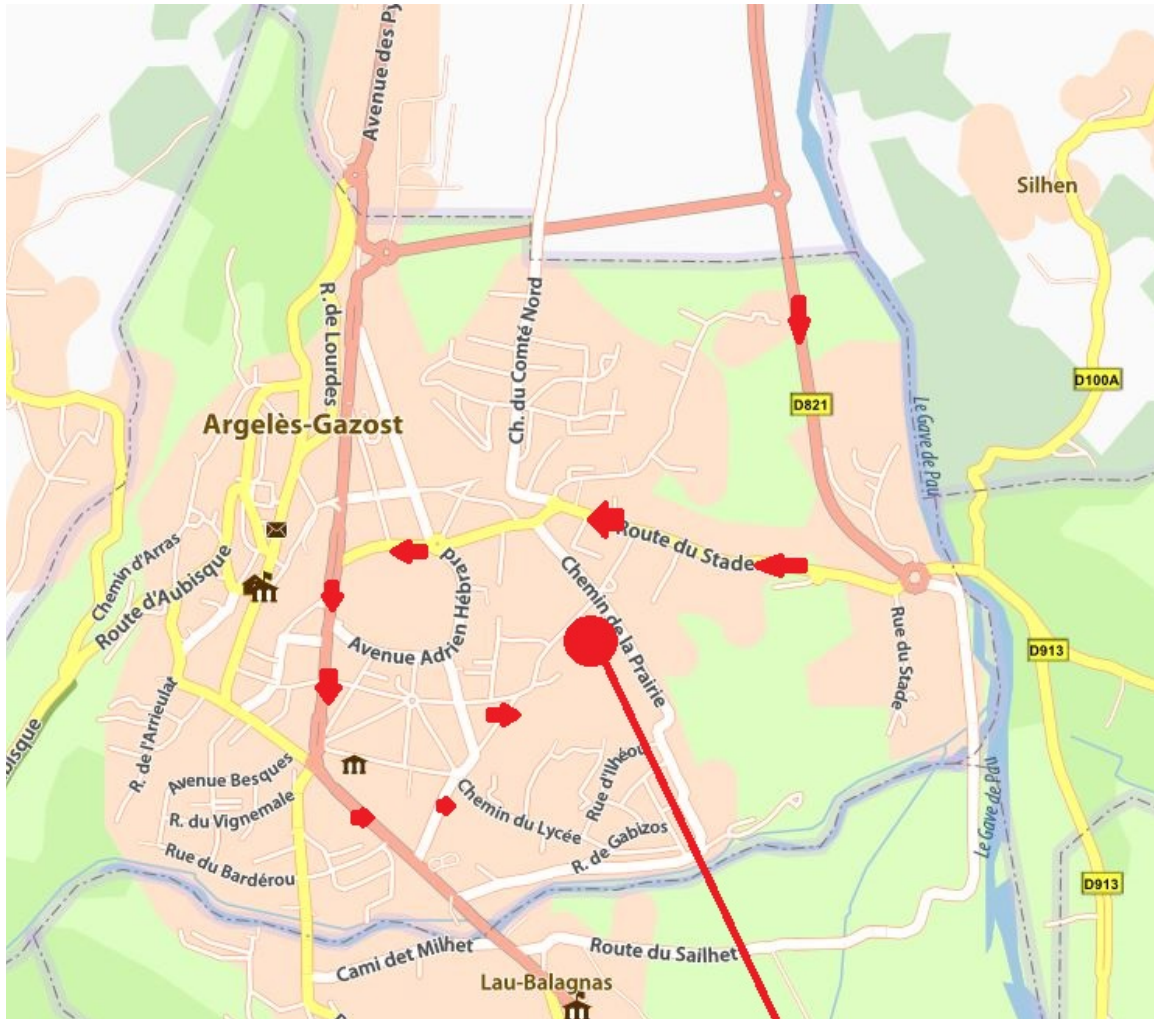 Avenue des Py
Silhen
R. de Lourdes
Ch. du Comté Nord
D100A
D821
Le Gave de Pau
Argelès-Gazost
Chemin d'Arras
Route d'Aubisque
Route du Stade
Avenue Adrien Hébrard
Chemin de la Prairie
Rue du Stade
D913
R. de l'Arrieulat
ubisque
Avenue Besques
R. du Vignemale
Rue d'Ilhéou
Chemin du Lycée
R. de Gabizos
Rue du Bardérou
Le Gave de Pau
D913
Cami det Milhet
Route du Sailhet
Lau-Balagnas